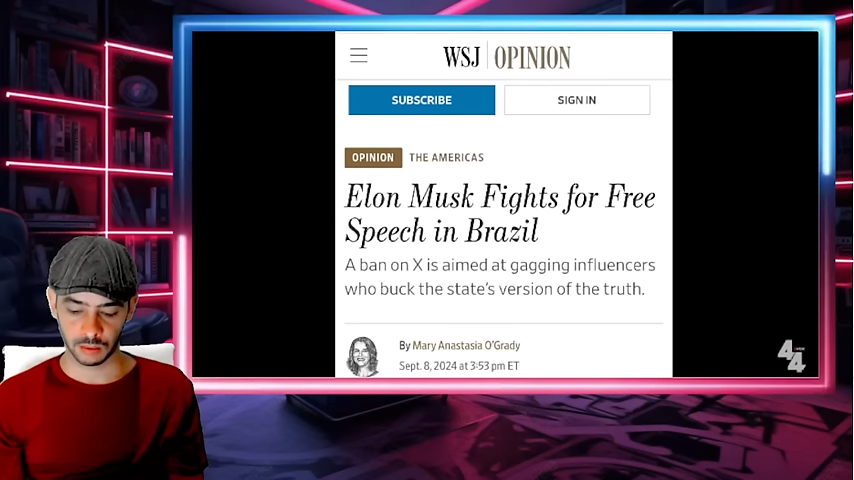 WSJ OPINION
SUBSCRIBE SIGN IN
OPINION THE AMERICAS
Elon Musk Fights for Free
Speech in Brazil
A ban on X is aimed at gagging influencers
who buck the state's version of the truth.
By Mary Anastasia O'Grady
Sept. 8, 2024 at 3:53 pm ET